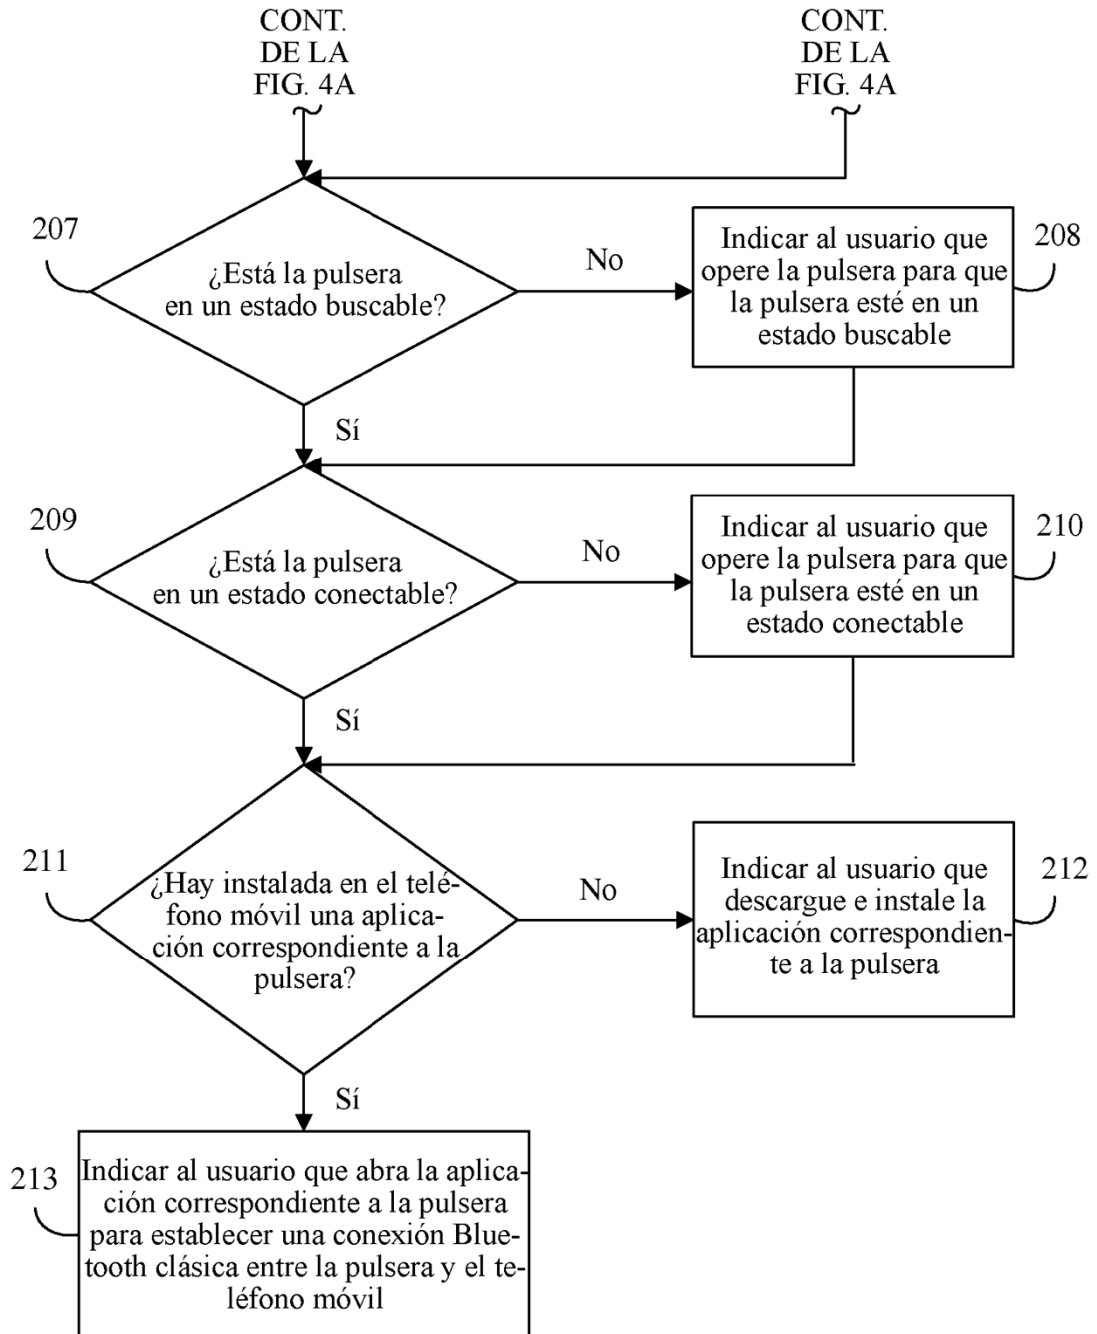 CONT.
DE LA
FIG. 4A
CONT.
DE LA
FIG. 4A
207
¿Está la pulsera
en un estado buscable?
No
Indicar al usuario que
opere la pulsera para que
la pulsera esté en un
estado buscable
208
Sí
209
¿Está la pulsera
en un estado conectable?
No
Indicar al usuario que
opere la pulsera para que
la pulsera esté en un
estado conectable
210
Sí
211
¿Hay instalada en el telé-
fono móvil una aplica-
ción correspondiente a la
pulsera?
No
Indicar al usuario que
descargue e instale la
aplicación correspondien-
te a la pulsera
212
Sí
213
Indicar al usuario que abra la aplica-
ción correspondiente a la pulsera
para establecer una conexión Blue-
tooth clásica entre la pulsera y el te-
léfono móvil